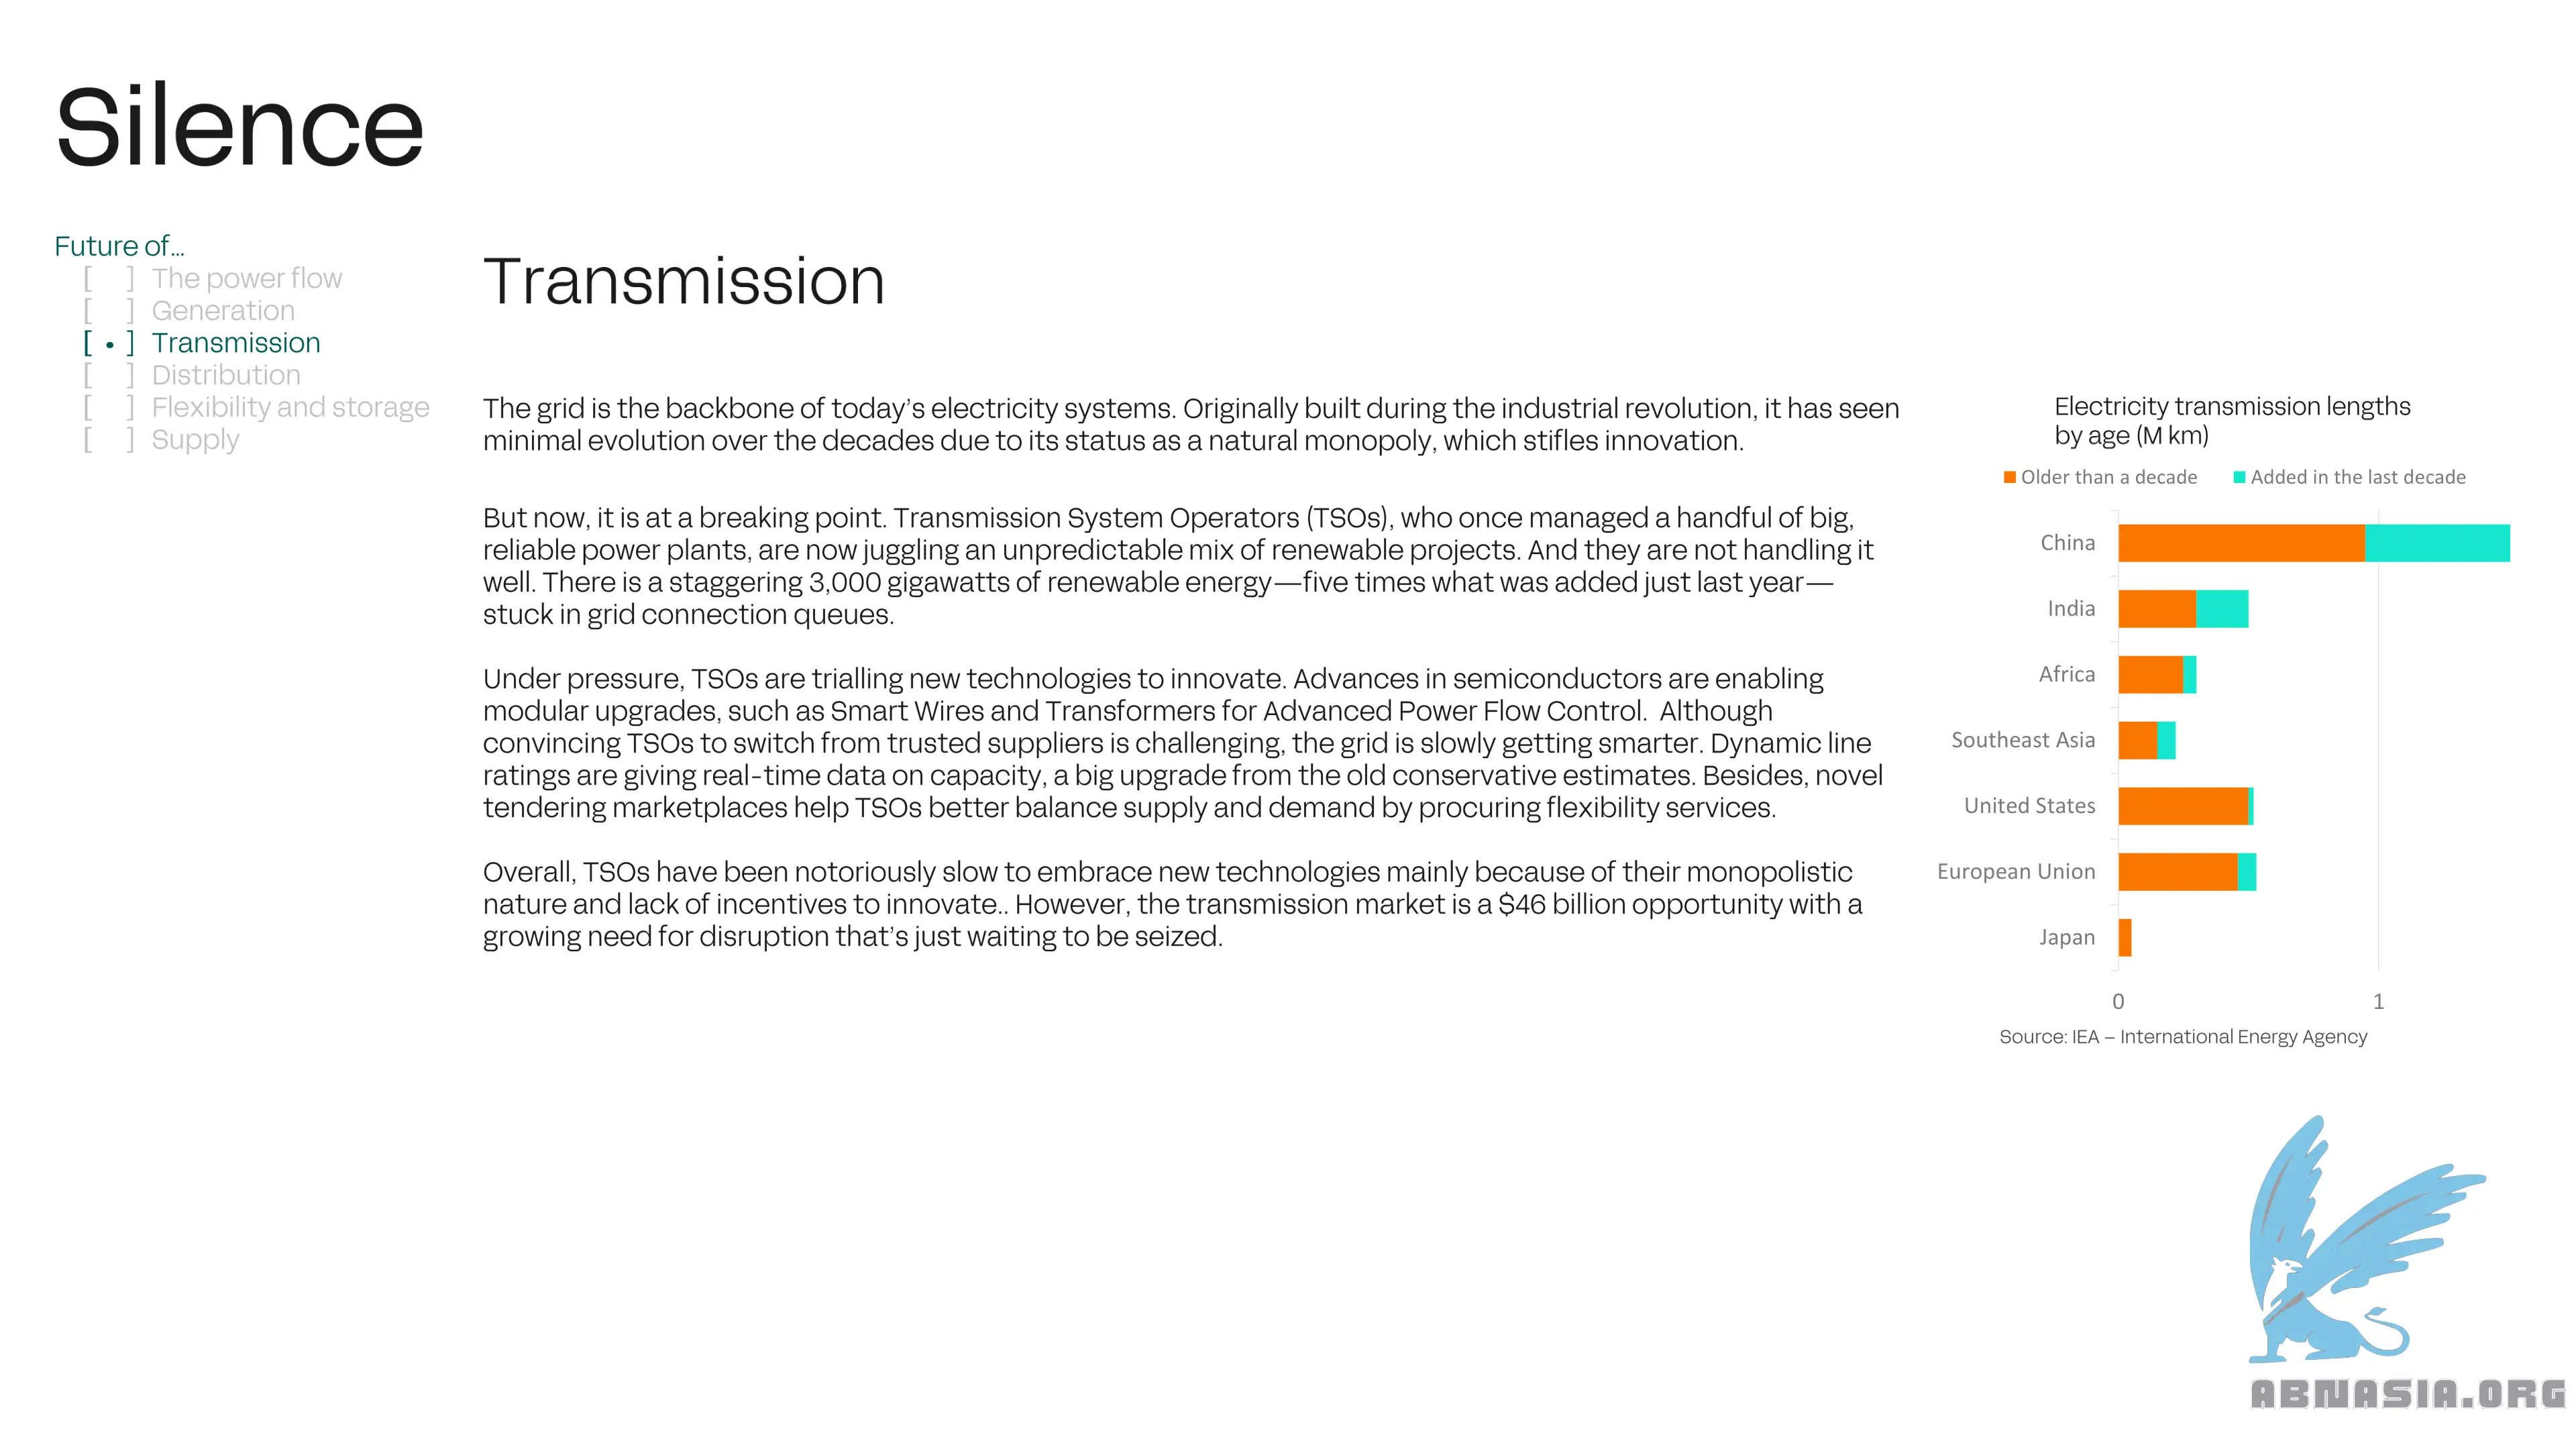 Silence
Future of...
[ ] The power flow
[ ] Generation
[ • ] Transmission
[ ] Distribution
[ ] Flexibility and storage
[ ] Supply
Transmission
The grid is the backbone of today’s electricity systems. Originally built during the industrial revolution, it has seen
minimal evolution over the decades due to its status as a natural monopoly, which stifles innovation.
But now, it is at a breaking point. Transmission System Operators (TSOs), who once managed a handful of big,
reliable power plants, are now juggling an unpredictable mix of renewable projects. And they are not handling it
well. There is a staggering 3,000 gigawatts of renewable energy—five times what was added just last year—
stuck in grid connection queues.
Under pressure, TSOs are trialling new technologies to innovate. Advances in semiconductors are enabling
modular upgrades, such as Smart Wires and Transformers for Advanced Power Flow Control.  Although
convincing TSOs to switch from trusted suppliers is challenging, the grid is slowly getting smarter. Dynamic line
ratings are giving real-time data on capacity, a big upgrade from the old conservative estimates. Besides, novel
tendering marketplaces help TSOs better balance supply and demand by procuring flexibility services.
Overall, TSOs have been notoriously slow to embrace new technologies mainly because of their monopolistic
nature and lack of incentives to innovate.. However, the transmission market is a $46 billion opportunity with a
growing need for disruption that’s just waiting to be seized.
Electricity transmission lengths
by age (M km)
Older than a decade
Added in the last decade
China
India
Africa
Southeast Asia
United States
European Union
Japan
0
1
Source: IEA – International Energy Agency
ABNASIA.ORG